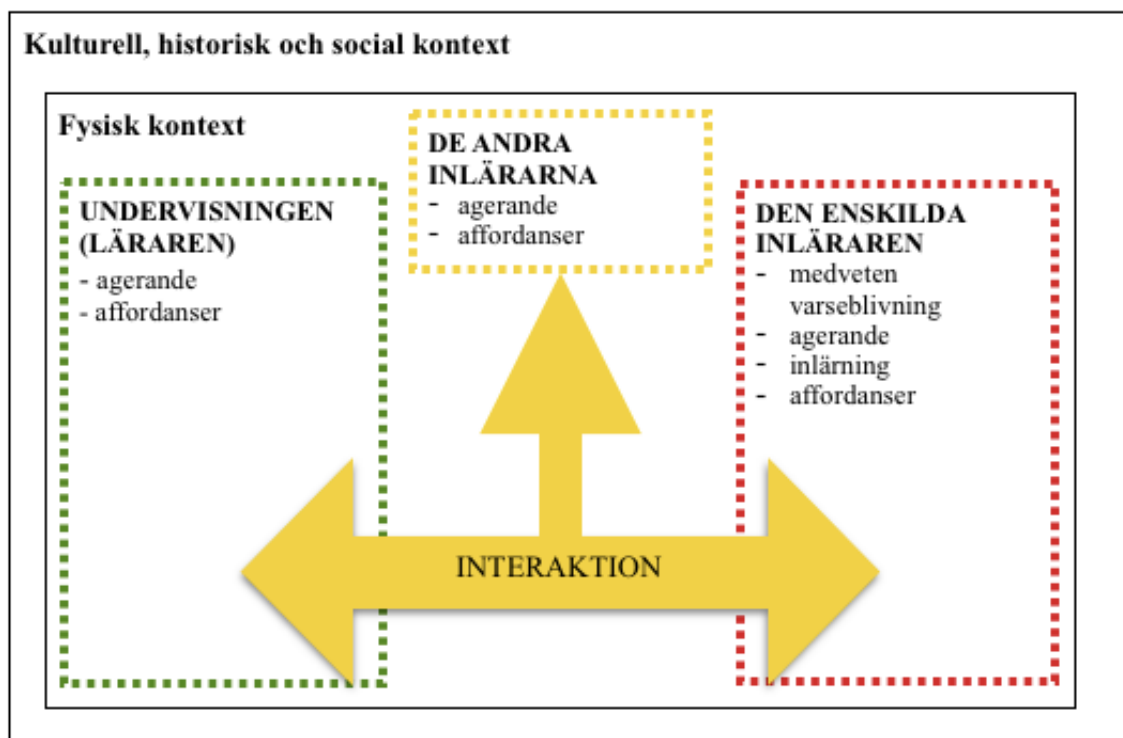 Kulturell, historisk och social kontext
Fysisk kontext
UNDERVISNINGEN
(LÄRAREN)
- agerande
- affordanser
DE ANDRA
INLÄRARNA
- agerande
- affordanser
DEN ENSKILDA
INLÄRAREN
- medveten
varseblivning
- agerande
- inlärning
- affordanser
INTERAKTION